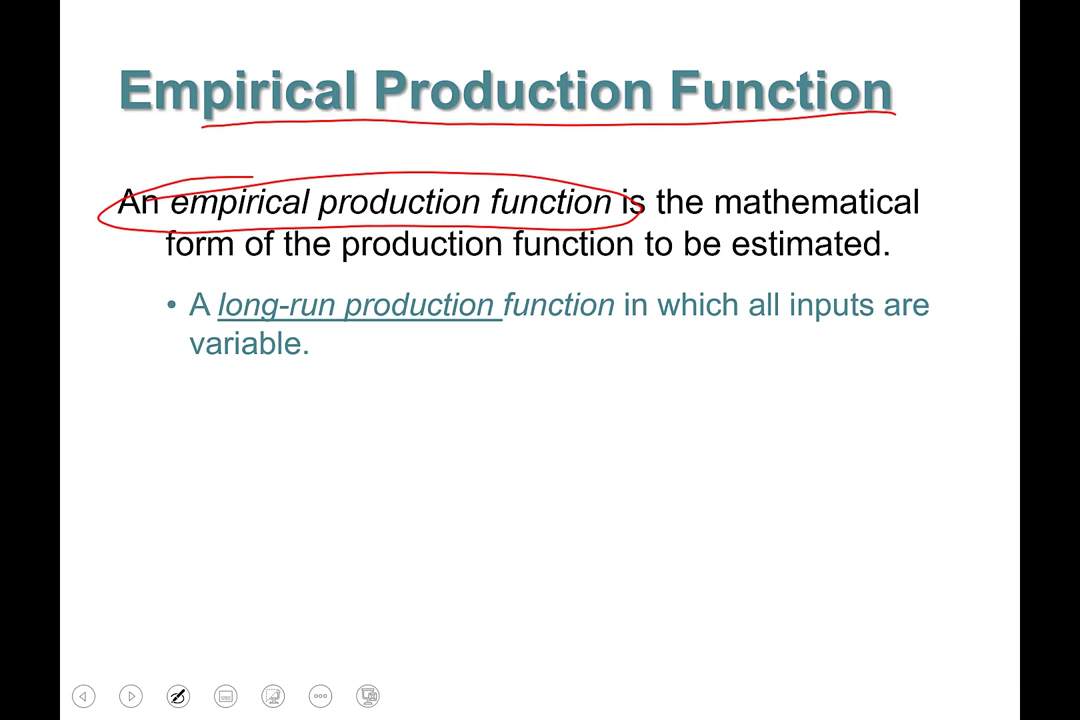 Empirical Production Function
An empirical production function is the mathematical
form of the production function to be estimated.
• A long-run production function in which all inputs are
variable.